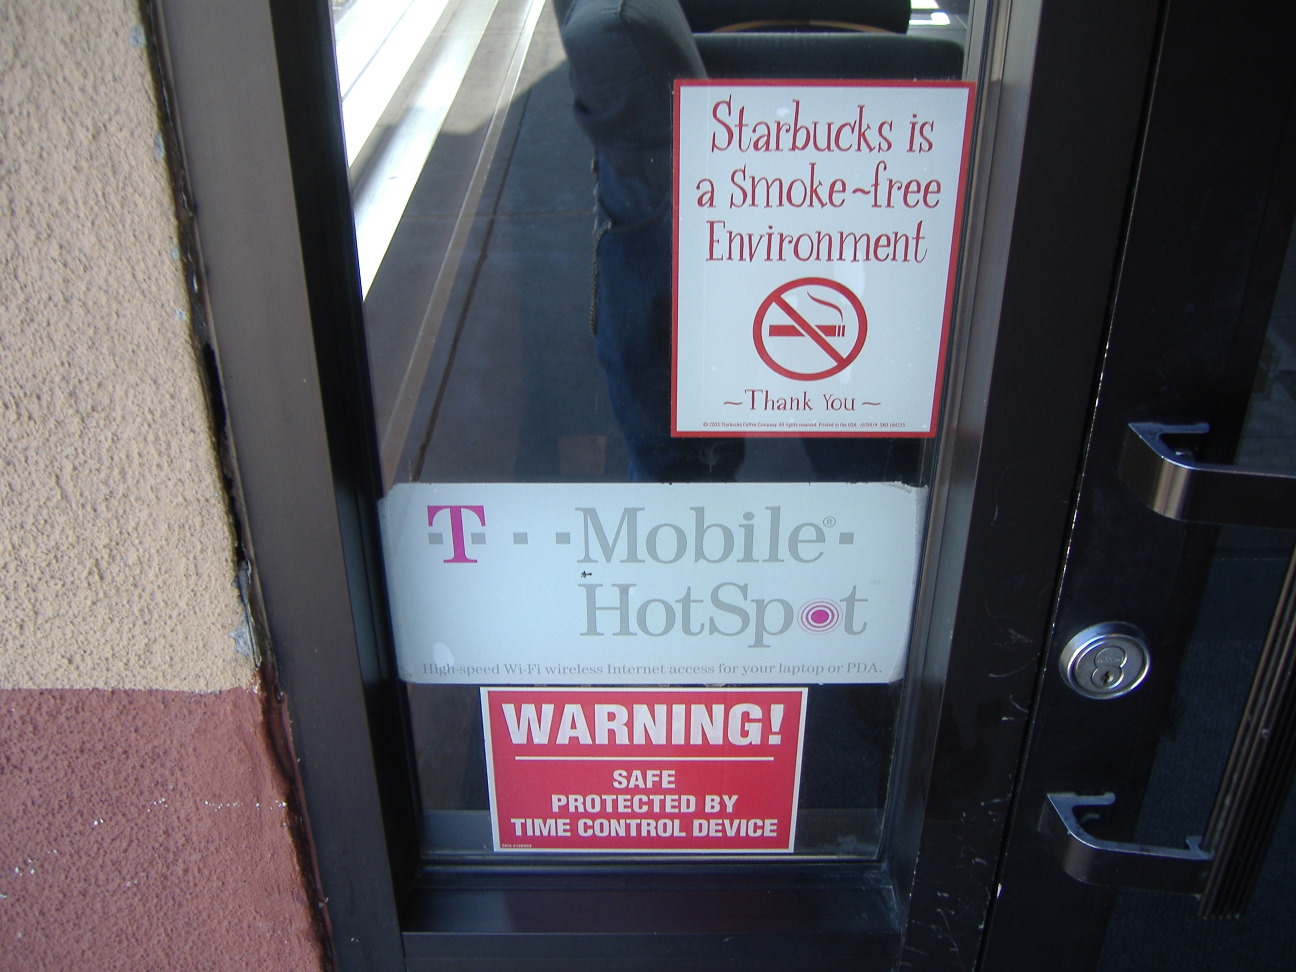 Starbucks is
a Smoke~free
Environment
~Thank You~
T Mobile®
HotSpot
High-speed Wi-Fi wireless Internet access for your laptop or PDA.
WARNING!
SAFE
PROTECTED BY
TIME CONTROL DEVICE